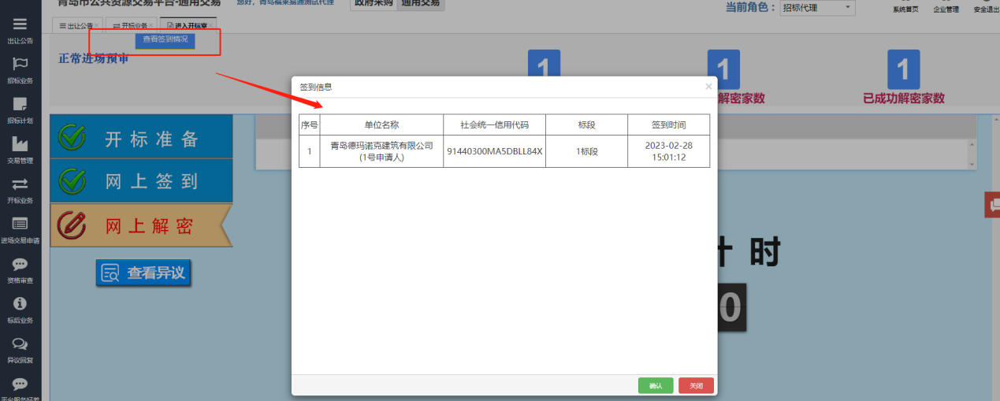 青岛市公共资源交易平台-通用交易
您好，青岛福莱易通测试代理
政府采购 通用交易
当前角色： 招标代理
系统首页 企业管理 安全退出
出让公告
招标业务
招标计划
交易管理
开标业务
进场交易申请
资格审查
标后业务
异议回复
平台服务好差
出让公告 开标业务 进入开标室
查看签到情况
正常进场预审
1 1 1
解密家数 已成功解密家数
开标准备
网上签到
网上解密
查看异议
签到信息 ×
序号 单位名称 社会统一信用代码 标段 签到时间
1 青岛德玛诺克建筑有限公司 (1号申请人) 91440300MA5DBLL84X 1标段 2023-02-28 15:01:12
计时
0
确认 关闭